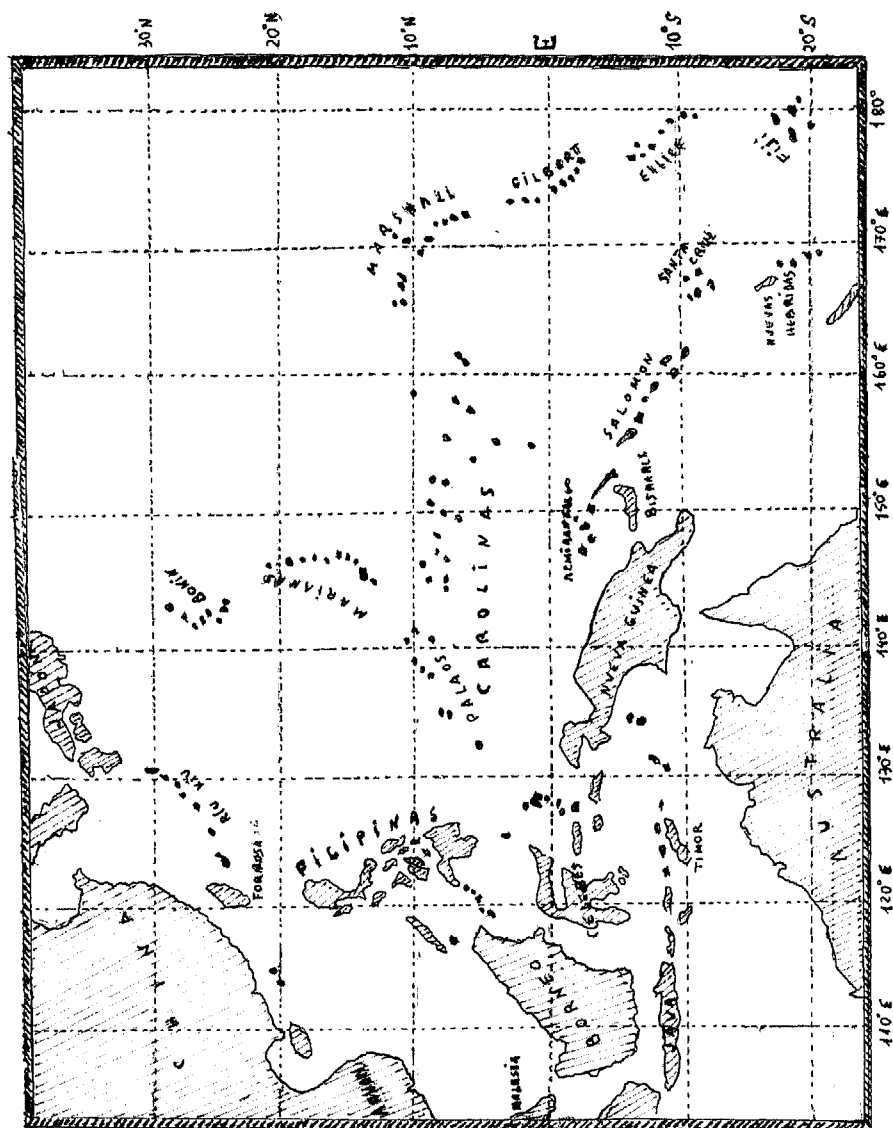 CHINA
JAPON
30°N
RIU KIU
BONIN
FORMOSA
20°N
ANNAM
FILIPINAS
MARIANAS
MARSHALL
10°N
PALAOS
CAROLINAS
GILBERT
E
BORNEO
CELEBES
ALMIRANTAZGO
NUEVA GUINEA
SALOMON
ELLICE
BISMARK
SANTA
CRUZ
10°S
JAVA
TIMOR
NUEVAS
HEBRIDAS
FIJI
20°S
AUSTRALIA
110°E
120°E
130°E
140°E
150°E
160°E
170°E
180°